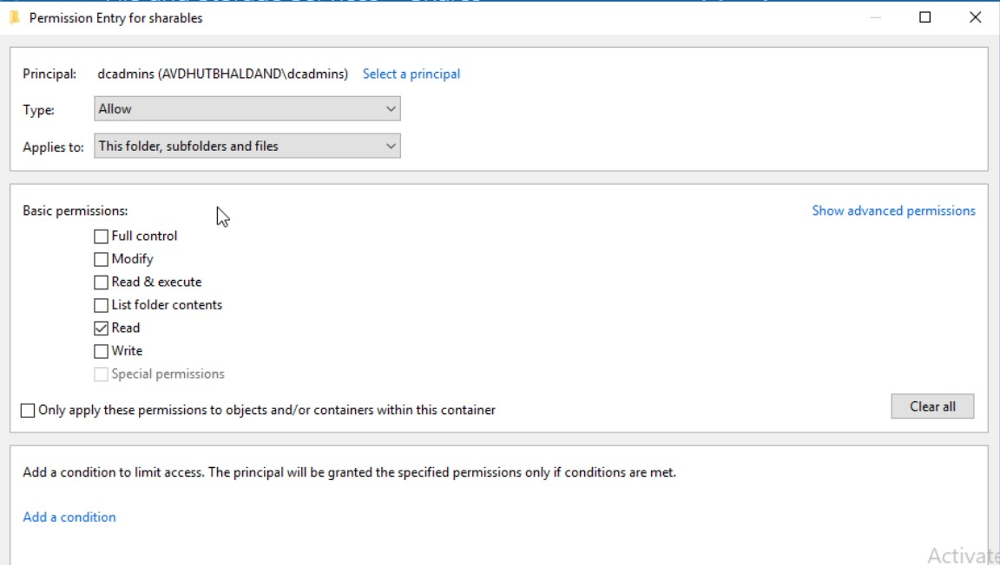 Permission Entry for sharables
Principal: dcadmins (AVDHUTBHALDAND\dcadmins) Select a principal
Type: Allow
Applies to: This folder, subfolders and files
Basic permissions: Show advanced permissions
Full control
Modify
Read & execute
List folder contents
Read
Write
Special permissions
Only apply these permissions to objects and/or containers within this container
Clear all
Add a condition to limit access. The principal will be granted the specified permissions only if conditions are met.
Add a condition
Activate